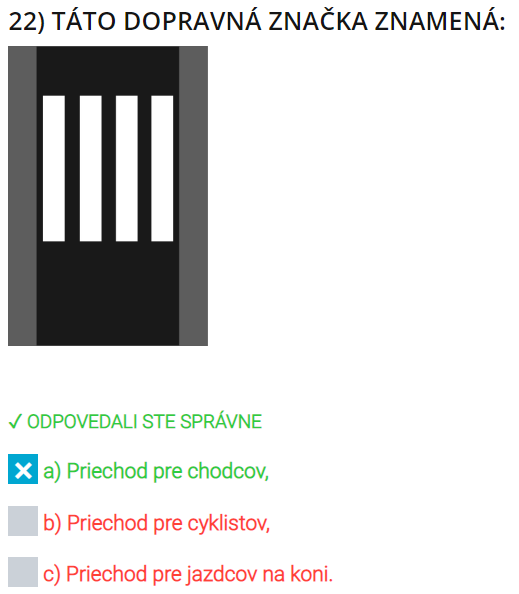 22) TÁTO DOPRAVNÁ ZNAČKA ZNAMENÁ:
✓ ODPOVEDALI STE SPRÁVNE
a) Priechod pre chodcov,
b) Priechod pre cyklistov,
c) Priechod pre jazdcov na koni.